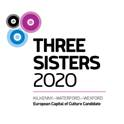 THREE
SISTERS
2020
KILKENNY - WATERFORD - WEXFORD
European Capital of Culture Candidate